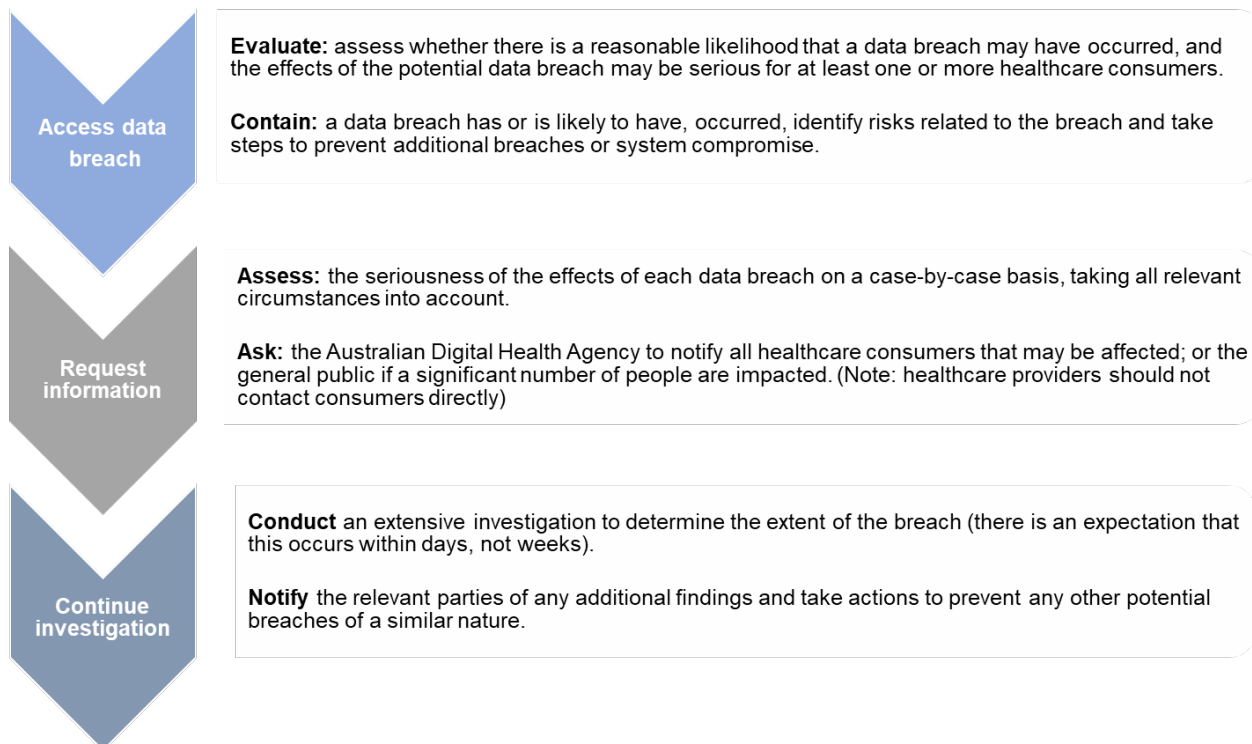 Access data
breach
Evaluate: assess whether there is a reasonable likelihood that a data breach may have occurred, and
the effects of the potential data breach may be serious for at least one or more healthcare consumers.
Contain: a data breach has or is likely to have, occurred, identify risks related to the breach and take
steps to prevent additional breaches or system compromise.
Request
information
Assess: the seriousness of the effects of each data breach on a case-by-case basis, taking all relevant
circumstances into account.
Ask: the Australian Digital Health Agency to notify all healthcare consumers that may be affected; or the
general public if a significant number of people are impacted. (Note: healthcare providers should not
contact consumers directly)
Continue
investigation
Conduct an extensive investigation to determine the extent of the breach (there is an expectation that
this occurs within days, not weeks).
Notify the relevant parties of any additional findings and take actions to prevent any other potential
breaches of a similar nature.